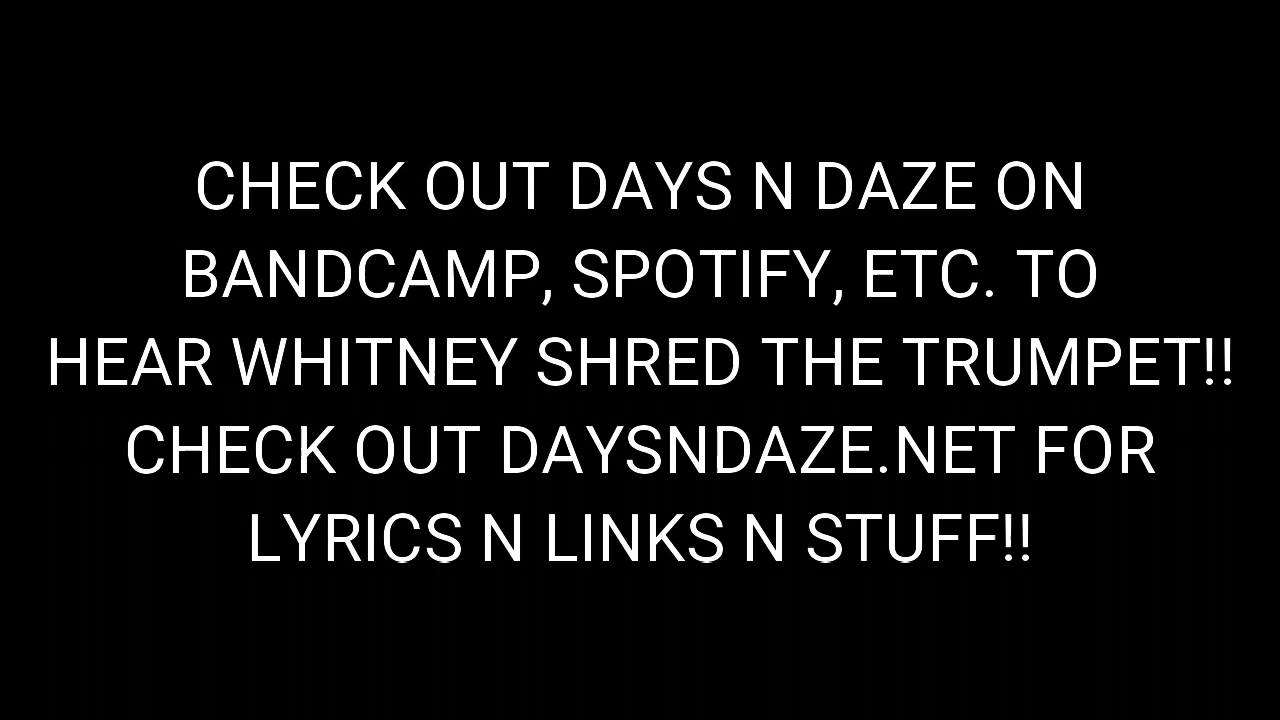 CHECK OUT DAYS N DAZE ON
BANDCAMP, SPOTIFY, ETC. TO
HEAR WHITNEY SHRED THE TRUMPET!!
CHECK OUT DAYSNDAZE.NET FOR
LYRICS N LINKS N STUFF!!